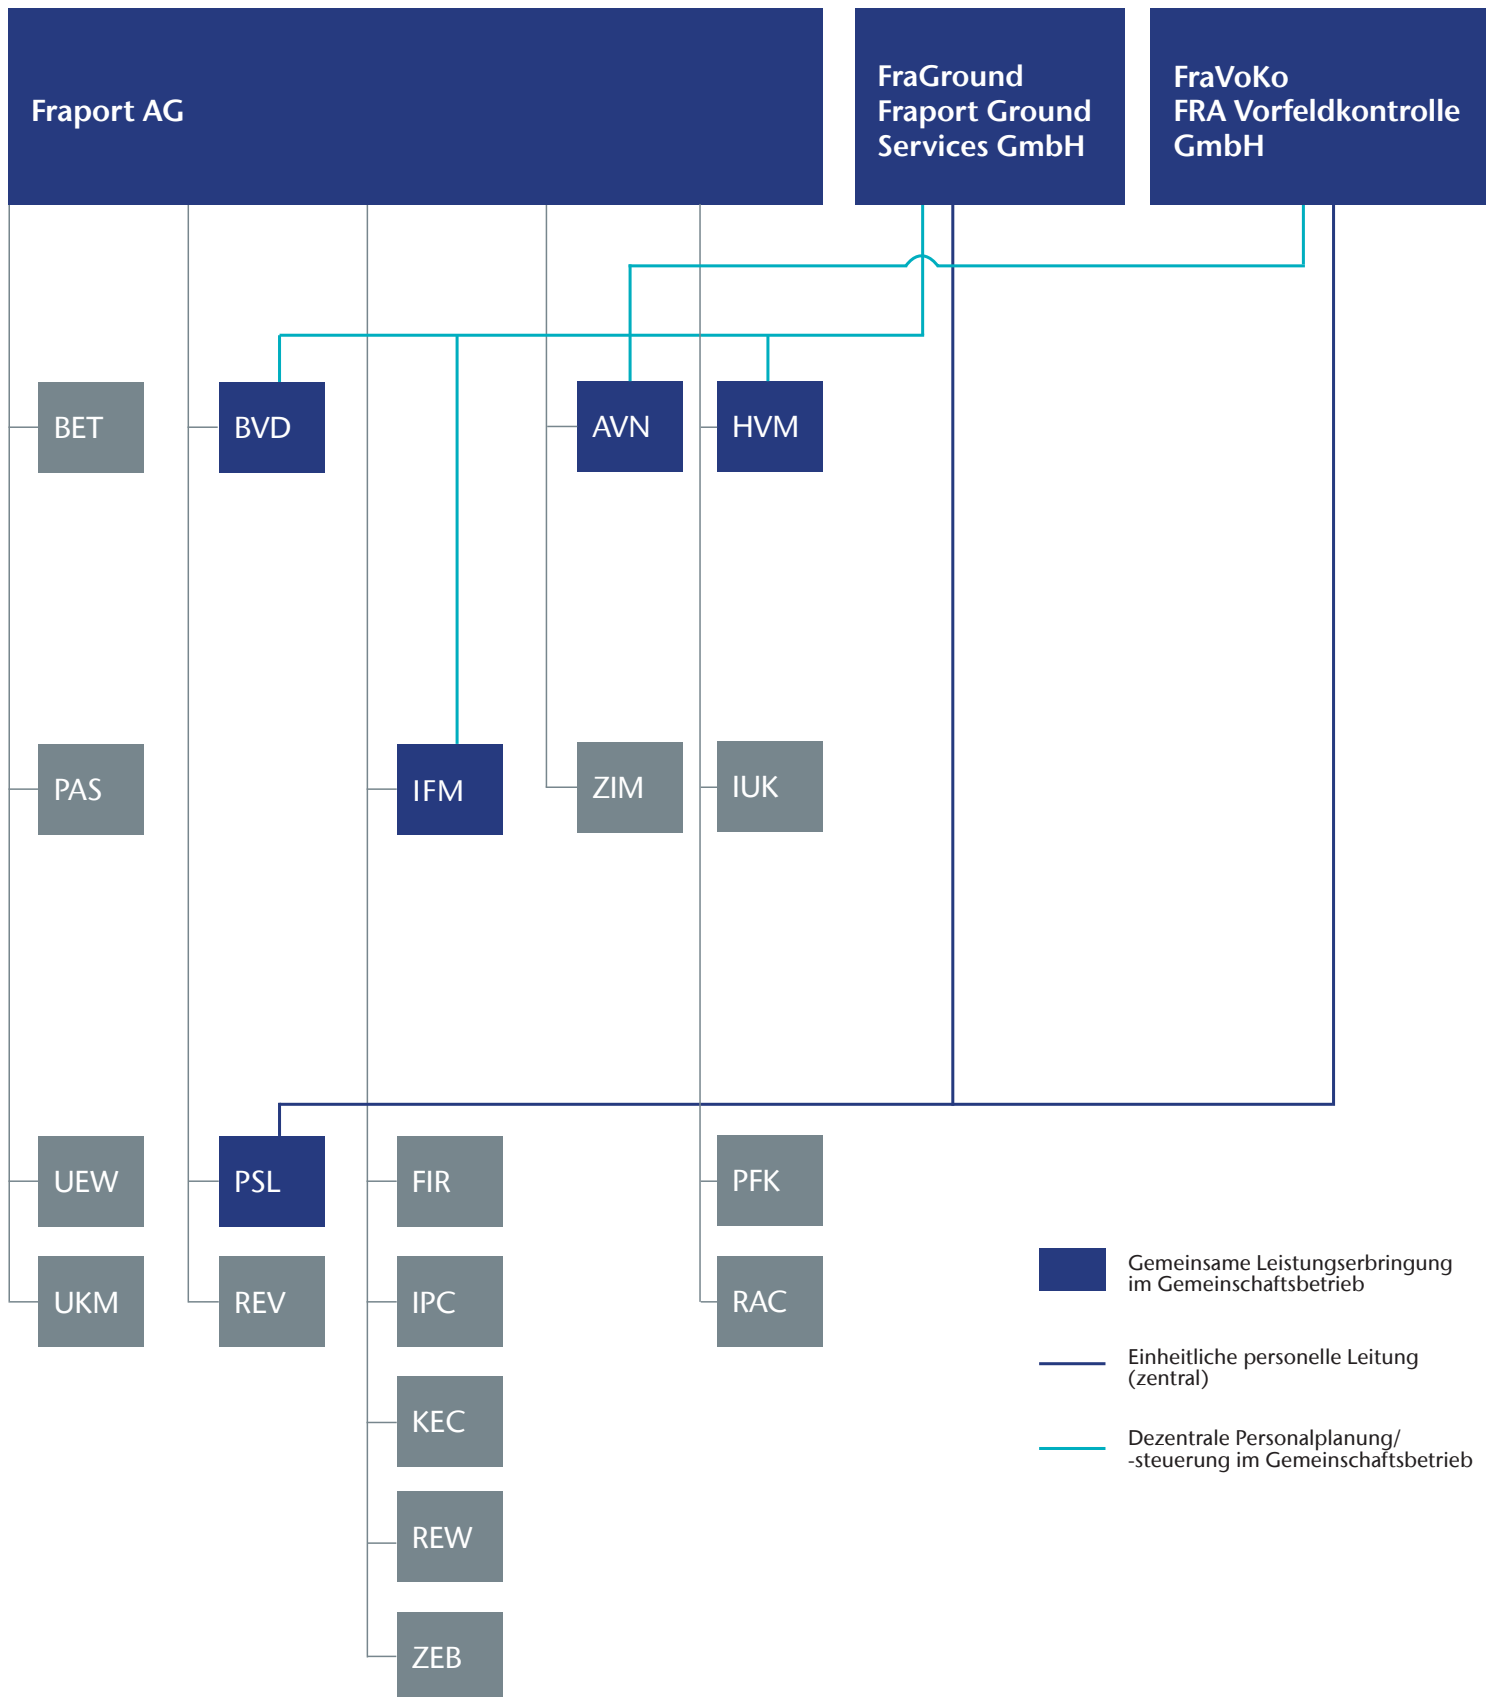 Fraport AG
FraGround
Fraport Ground
Services GmbH
FraVoKo
FRA Vorfeldkontrolle
GmbH
BET
BVD
AVN
HVM
PAS
IFM
ZIM
IUK
UEW
PSL
FIR
PFK
UKM
REV
IPC
RAC
KEC
REW
ZEB
Gemeinsame Leistungserbringung
im Gemeinschaftsbetrieb
Einheitliche personelle Leitung
(zentral)
Dezentrale Personalplanung/
-steuerung im Gemeinschaftsbetrieb